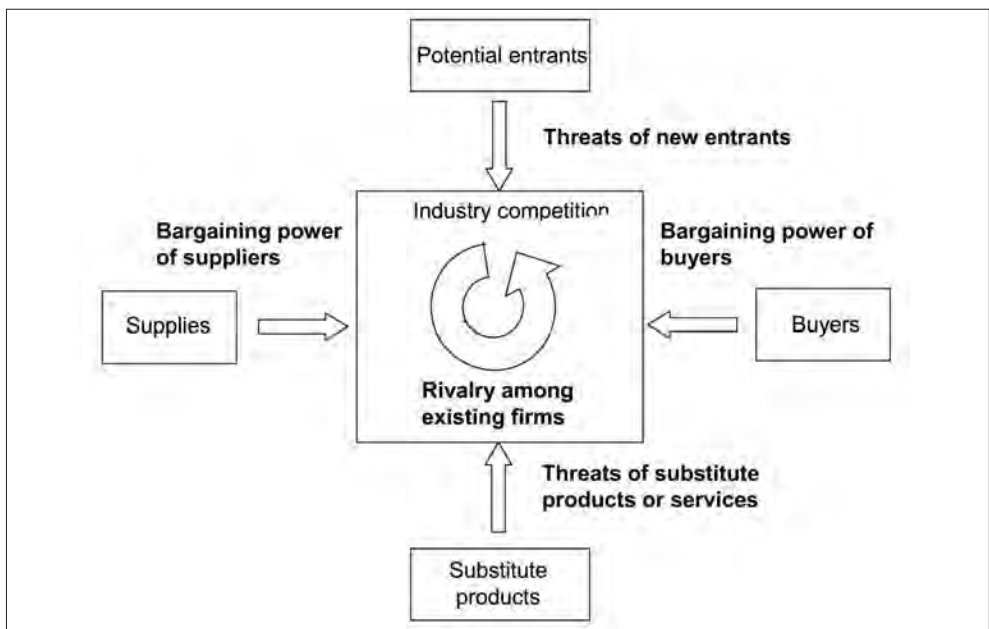 Potential entrants
Threats of new entrants
Industry competition
Bargaining power
of suppliers
Bargaining power of
buyers
Supplies
Buyers
Rivalry among
existing firms
Threats of substitute
products or services
Substitute
products